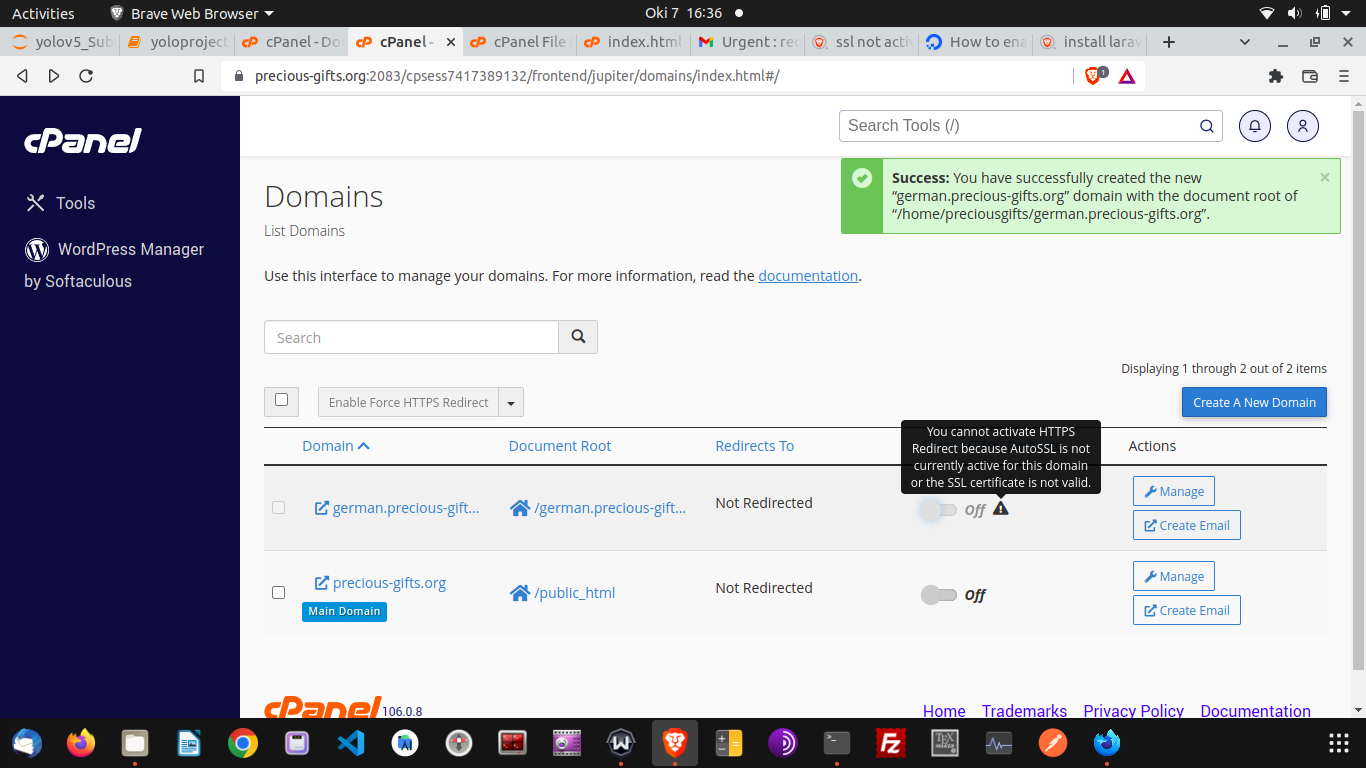 Activities
Brave Web Browser
Oki 7 16:36
yolov5_Sub
yoloproject
cPanel - Do
cPanel -
cPanel File
index.html
Urgent : rec
ssl not activ
How to ena
install larav
precious-gifts.org:2083/cpsess7417389132/frontend/jupiter/domains/index.html#/
1
cPanel
Search Tools (/)
Tools
WordPress Manager
by Softaculous
Success: You have successfully created the new
“german.precious-gifts.org” domain with the document root of
“/home/preciousgifts/german.precious-gifts.org”.
×
Domains
List Domains
Use this interface to manage your domains. For more information, read the documentation.
Search
Displaying 1 through 2 out of 2 items
Enable Force HTTPS Redirect
Create A New Domain
You cannot activate HTTPS
Redirect because AutoSSL is not
currently active for this domain
or the SSL certificate is not valid.
Domain
Document Root
Redirects To
Actions
german.precious-gift...
/german.precious-gift...
Not Redirected
Off
Manage
Create Email
precious-gifts.org
Main Domain
/public_html
Not Redirected
Off
Manage
Create Email
cPanel
106.0.8
Home
Trademarks
Privacy Policy
Documentation